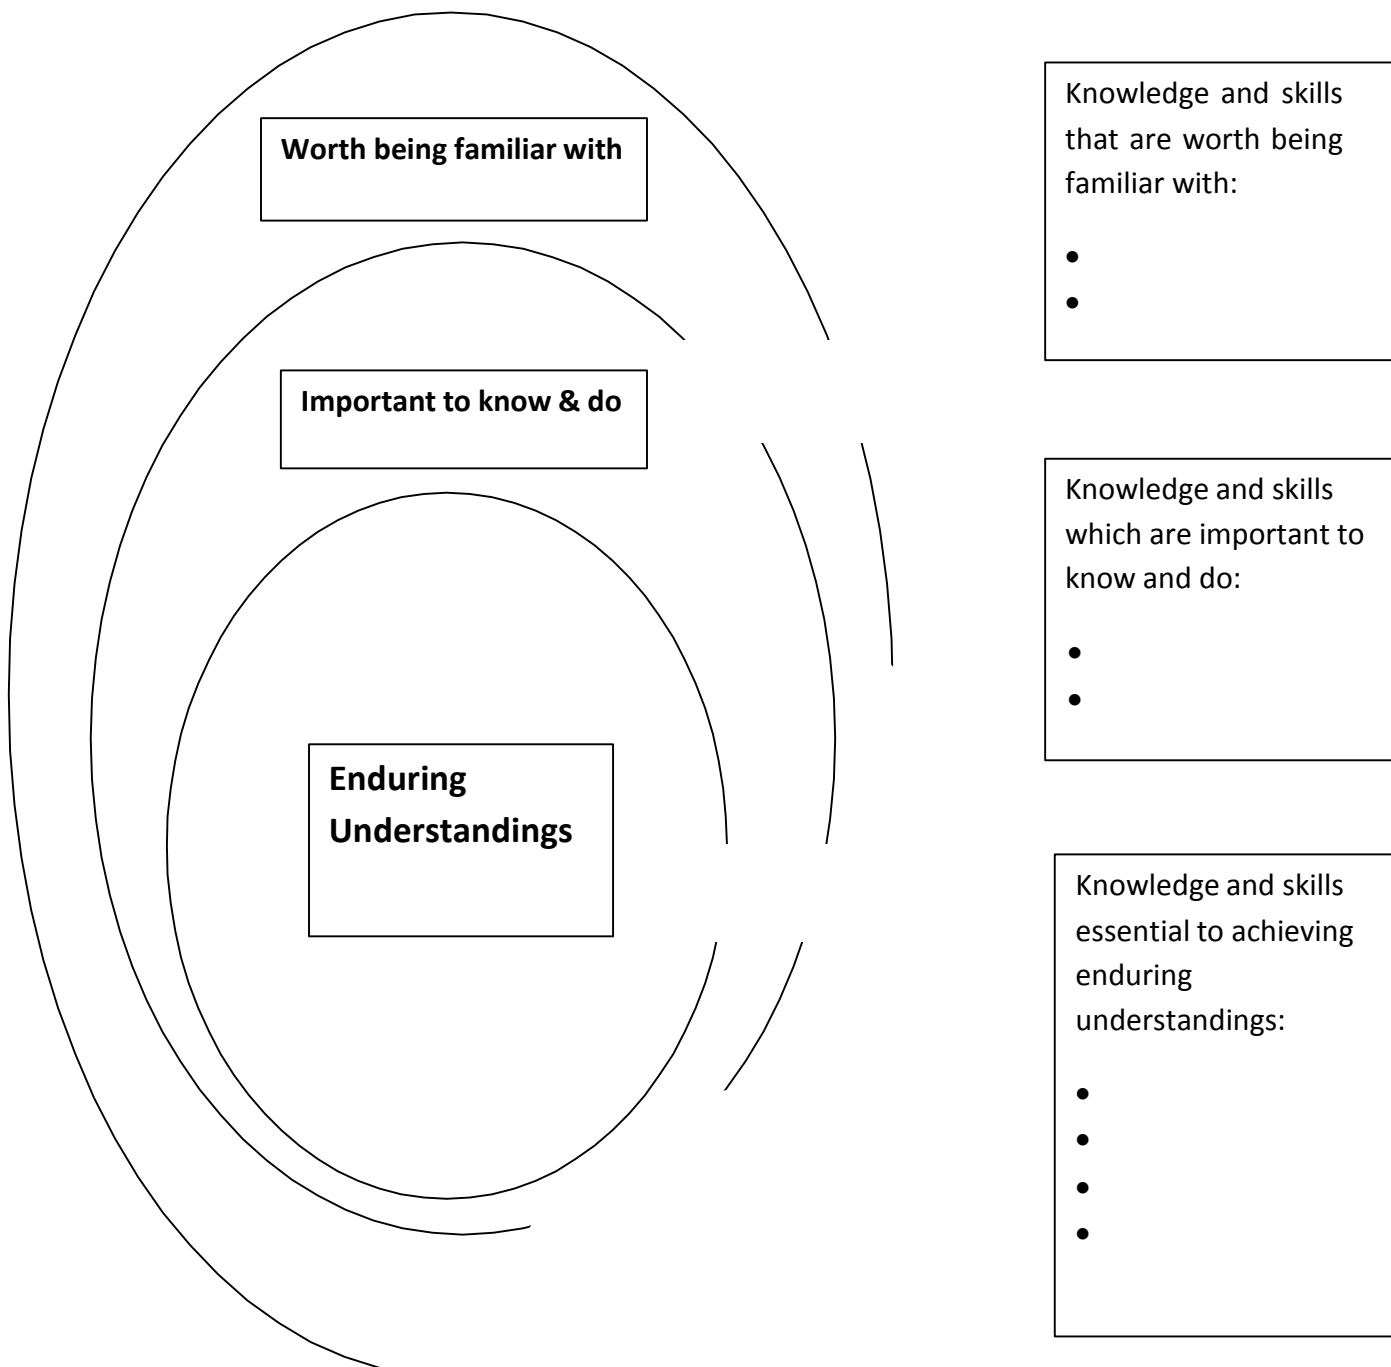 Worth being familiar with
Important to know & do
Enduring
Understandings
Knowledge and skills
that are worth being
familiar with:
•
•
Knowledge and skills
which are important to
know and do:
•
•
Knowledge and skills
essential to achieving
enduring
understandings:
•
•
•
•